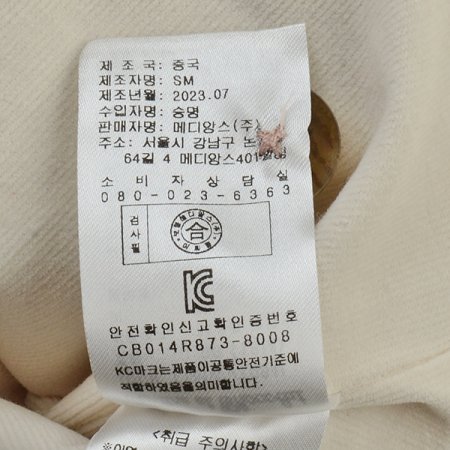 제 조 국: 중국
제조자명: SM
제조년월: 2023.07
수입자명: 승명
판매자명: 메디앙스(주)
주소: 서울시 강남구
64길 4 메디앙스401
소 비 자 상 담 실
080-023-6363
검사필
合
KC
안전확인신고확인증번호
CB014R873-8008
KC마크는제품이공통안전기준에
적합하였음을의미합니다.
<취급 주의사항>